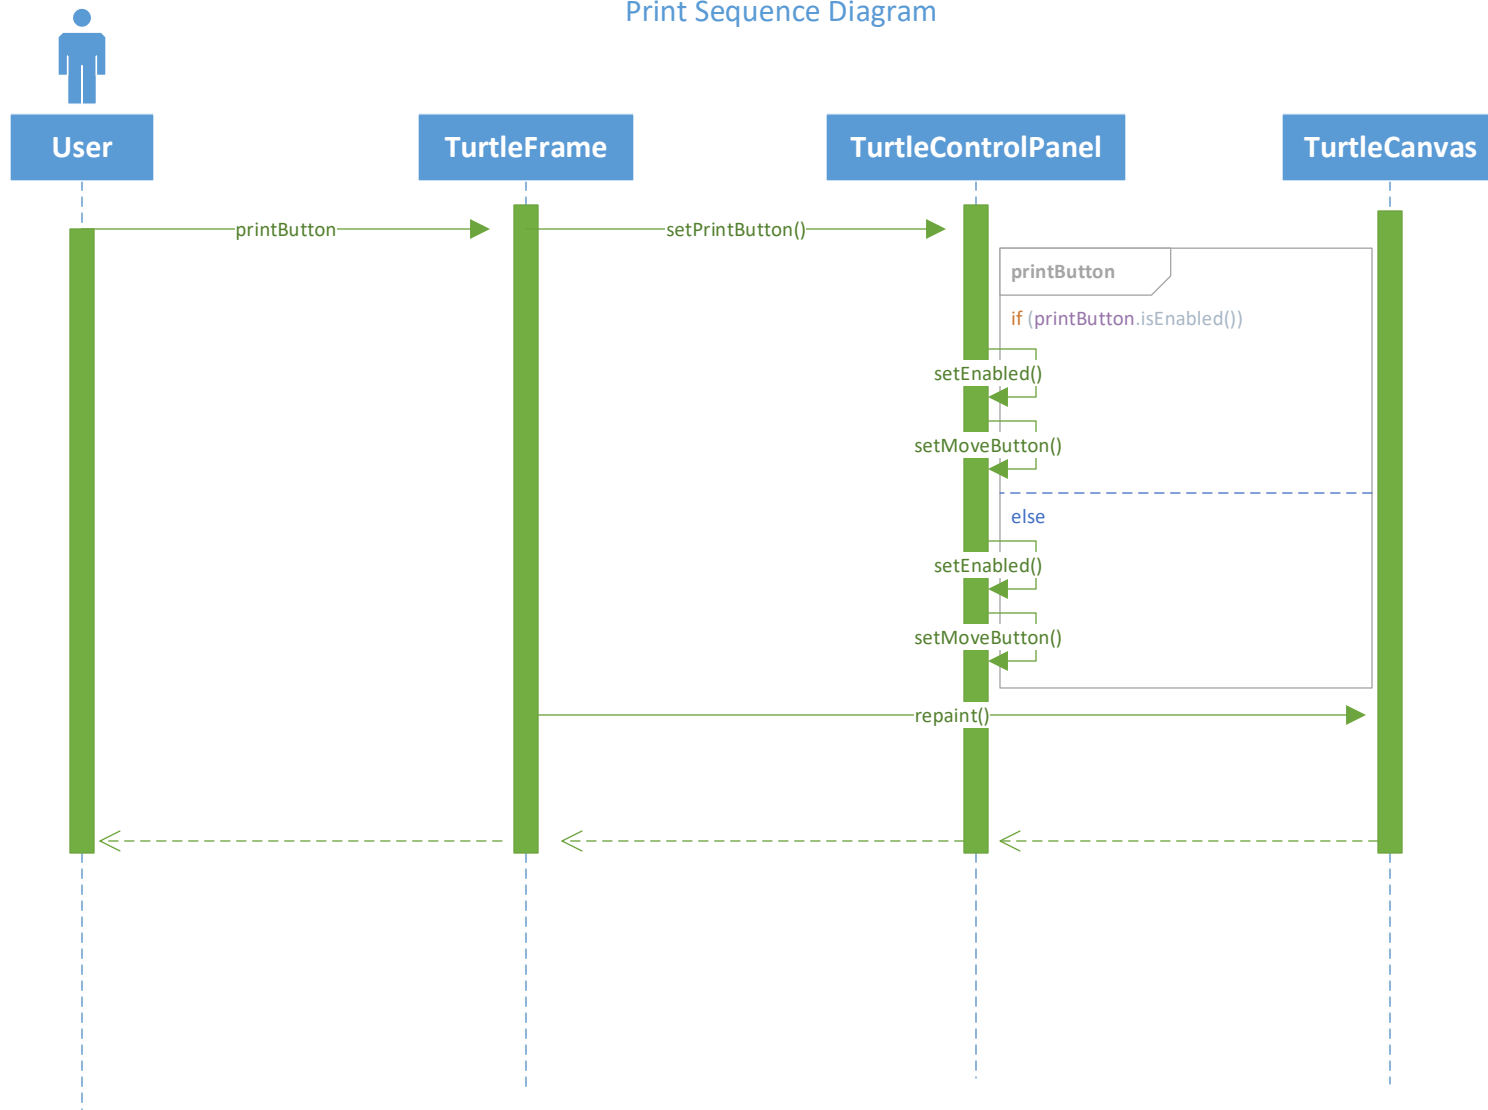 Print Sequence Diagram
User
TurtleFrame
TurtleControlPanel
TurtleCanvas
printButton
setPrintButton()
printButton
if (printButton.isEnabled())
setEnabled()
setMoveButton()
else
setEnabled()
setMoveButton()
repaint()